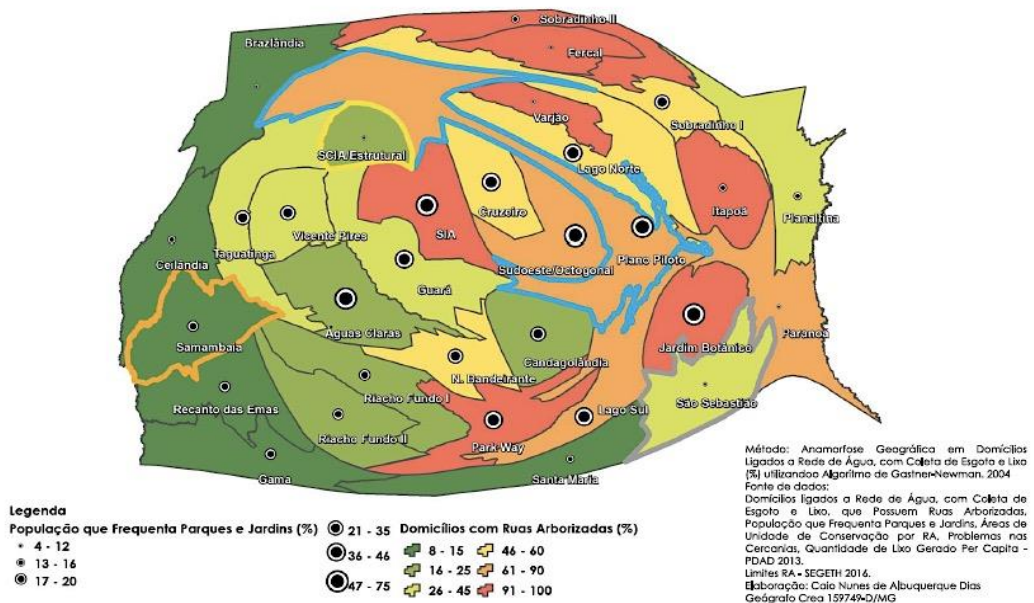 Sobradinho II
Brazlândia
Fercal
Varjão
Sobradinho I
SCIA/Estrutural
Lago Norte
Cruzeiro
Itapoã
Planaltina
Vicente Pires
SIA
Taguatinga
Plano Piloto
Ceilândia
Sudoeste/Octogonal
Guará
Paranoá
Águas Claras
Samambaia
Candagolândia
Jardim Botânico
N. Bandeirante
Recanto das Emas
Riacho Fundo I
São Sebastião
Lago Sul
Riacho Fundo II
Park Way
Gama
Santa Maria
Legenda
População que Frequenta Parques e Jardins (%)
4 - 12
13 - 16
17 - 20
21 - 35
36 - 46
47 - 75
Domicílios com Ruas Arborizadas (%)
8 - 15
16 - 25
26 - 45
46 - 60
61 - 90
91 - 100
Método: Anamorfose Geográfica em Domicílios
Ligados a Rede de Água, com Coleta de Esgoto e Lixo
(%) utilizandoo Algorítmo de Gastner-Newman. 2004
Fonte de dados:
Domicílios ligados a Rede de Água, com Coleta de
Esgoto e Lixo, que Possuem Ruas Arborizadas,
População que Frequenta Parques e Jardins, Áreas de
Unidade de Conservação por RA, Problemas nas
Cercanias, Quantidade de Lixo Gerado Per Capita -
PDAD 2013.
Limites RA - SEGETH 2016.
Elaboração: Caio Nunes de Albuquerque Dias
Geógrafo Crea 159749-D/MG